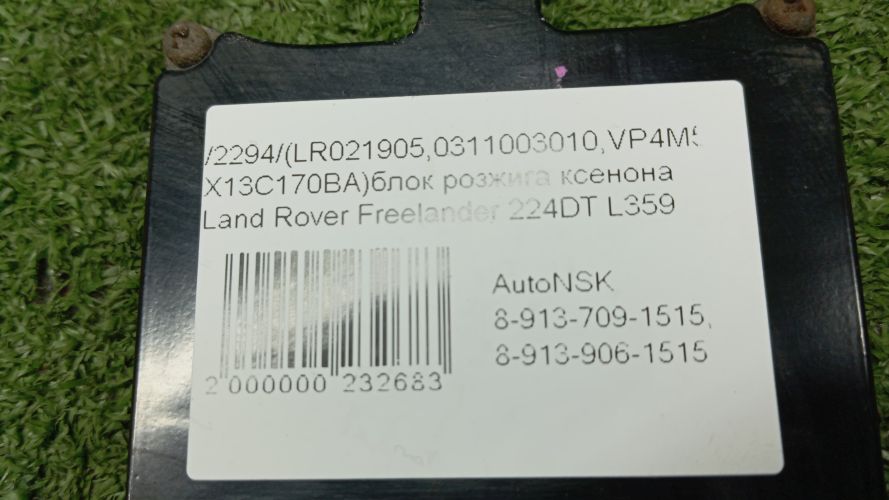 /2294/(LR021905,0311003010,VP4M5
X13C170BA)блок розжига ксенона
Land Rover Freelander 224DT L359
AutoNSK
8-913-709-1515,
8-913-906-1515
2 000000 232683